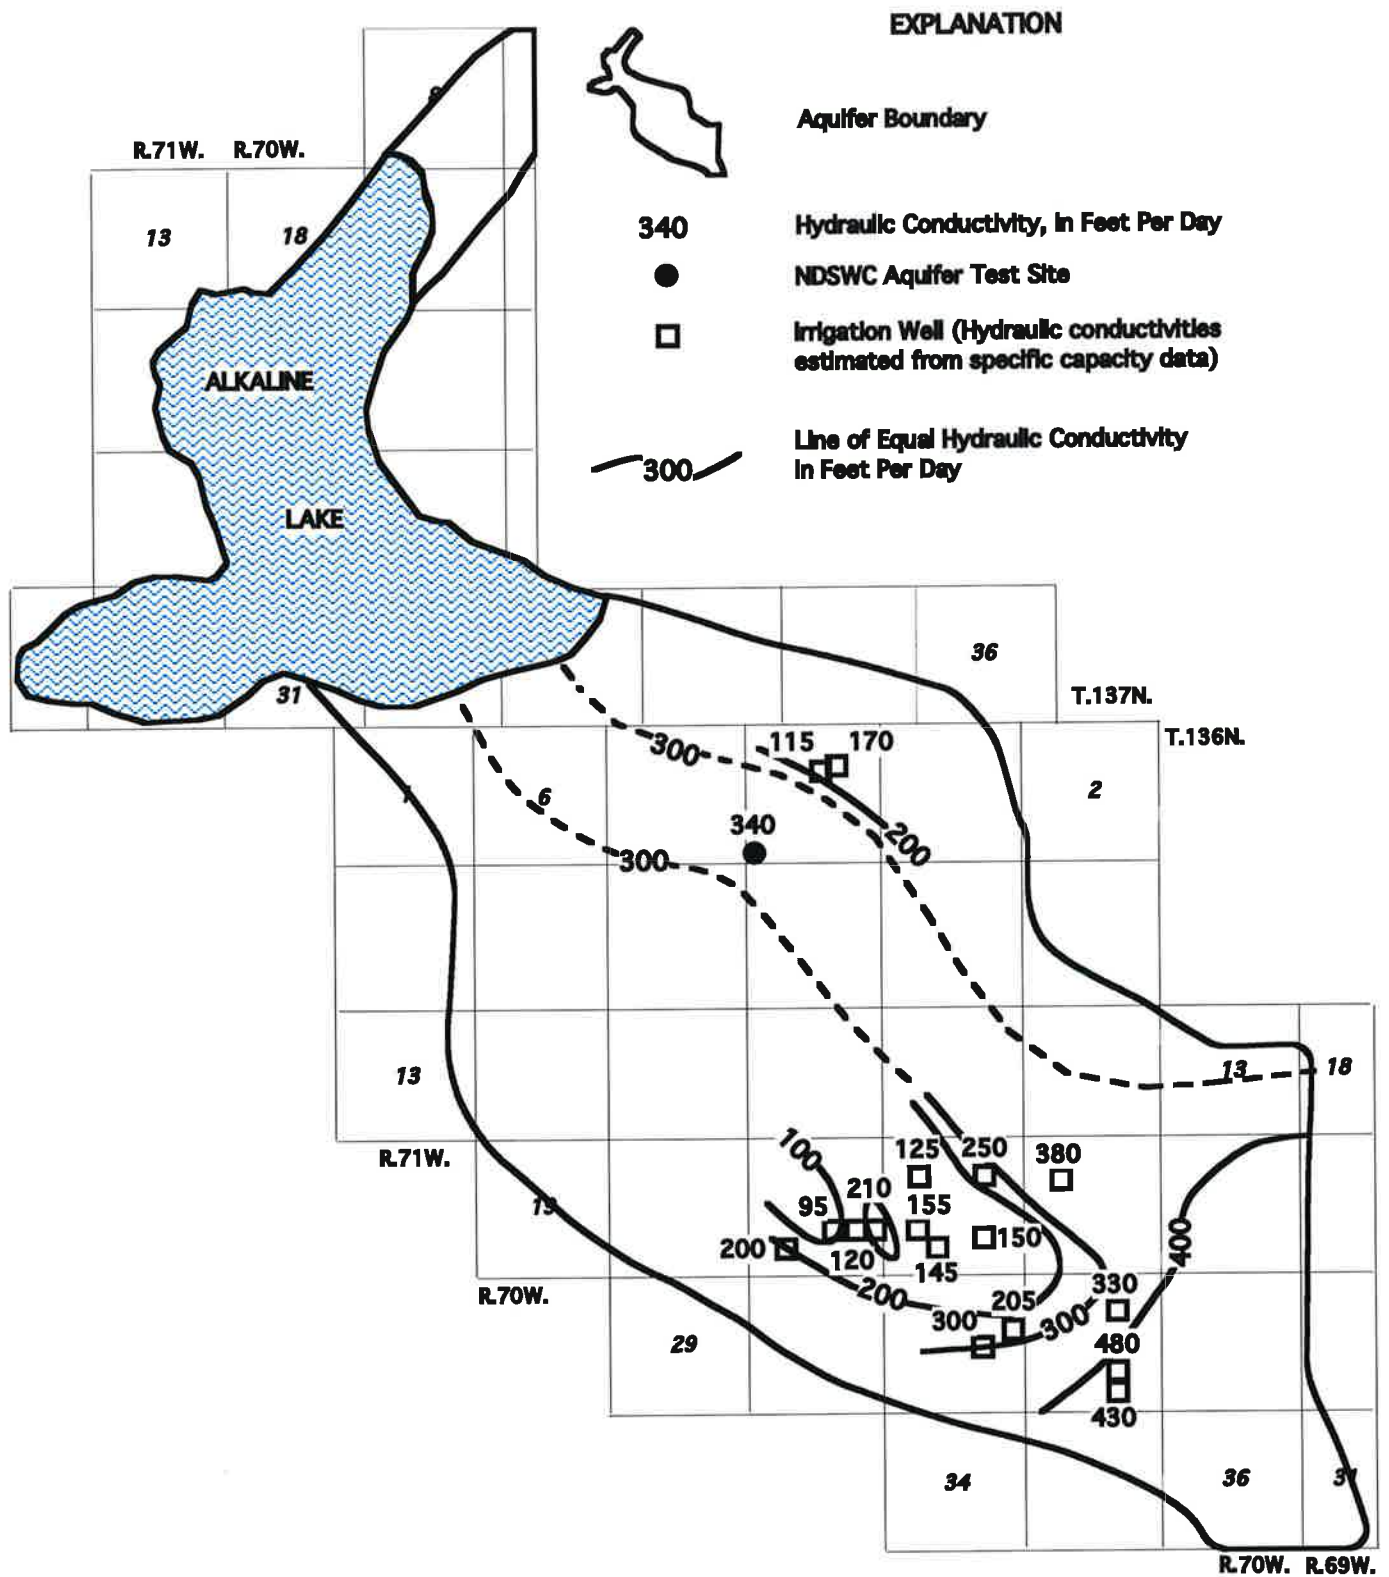 EXPLANATION
Aquifer Boundary
R.71W. R.70W.
340 Hydraulic Conductivity, in Feet Per Day
13 18
NDSWC Aquifer Test Site
Irrigation Well (Hydraulic conductivities
estimated from specific capacity data)
ALKALINE
Line of Equal Hydraulic Conductivity
300 in Feet Per Day
LAKE
36
31
T.137N.
T.136N.
300 115 170
6 2
340
200
300
13 18
13
R.71W.
100 125 250 380
210
95 155
19
200 120 145 150 400
R.70W.
200 205 330
300 300
29 480
430
34 36 31
R.70W. R.69W.